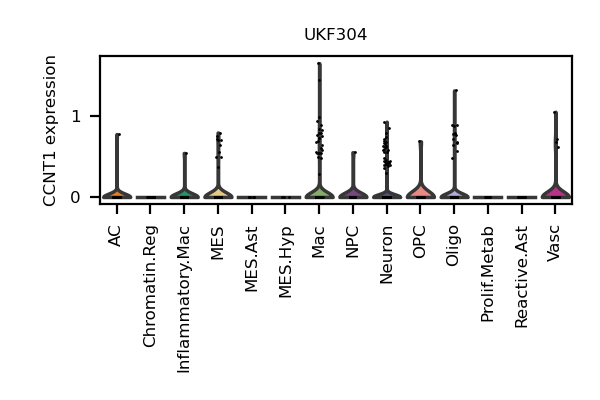 UKF304
CCNT1 expression
1
0
AC
Chromatin.Reg
Inflammatory.Mac
MES
MES.Ast
MES.Hyp
Mac
NPC
Neuron
OPC
Oligo
Prolif.Metab
Reactive.Ast
Vasc